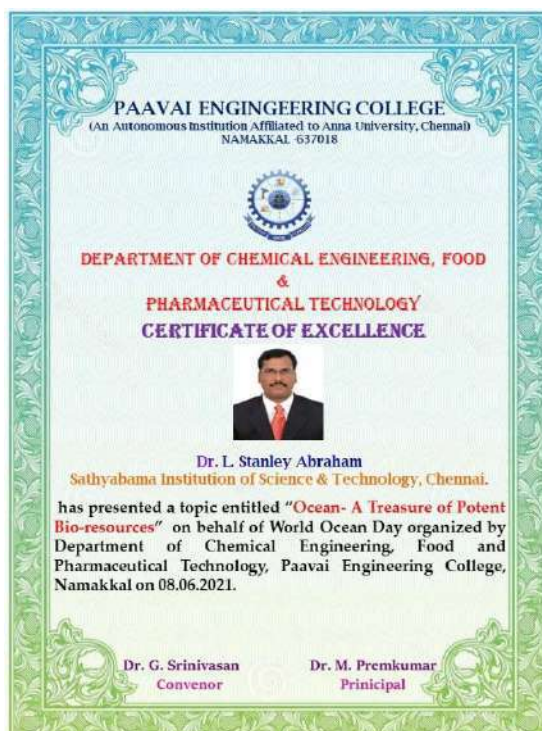 PAAVAI ENGINGEERING COLLEGE
(An Autonomous Institution Affiliated to Anna University, Chennai)
NAMAKKAL -637018
DEPARTMENT OF CHEMICAL ENGINEERING, FOOD
&
PHARMACEUTICAL TECHNOLOGY
CERTIFICATE OF EXCELLENCE
Dr. L. Stanley Abraham
Sathyabama Institution of Science & Technology, Chennai.
has presented a topic entitled “Ocean- A Treasure of Potent
Bio-resources” on behalf of World Ocean Day organized by
Department of Chemical Engineering, Food and
Pharmaceutical Technology, Paavai Engineering College,
Namakkal on 08.06.2021.
Dr. G. Srinivasan Dr. M. Premkumar
Convenor Prinicipal